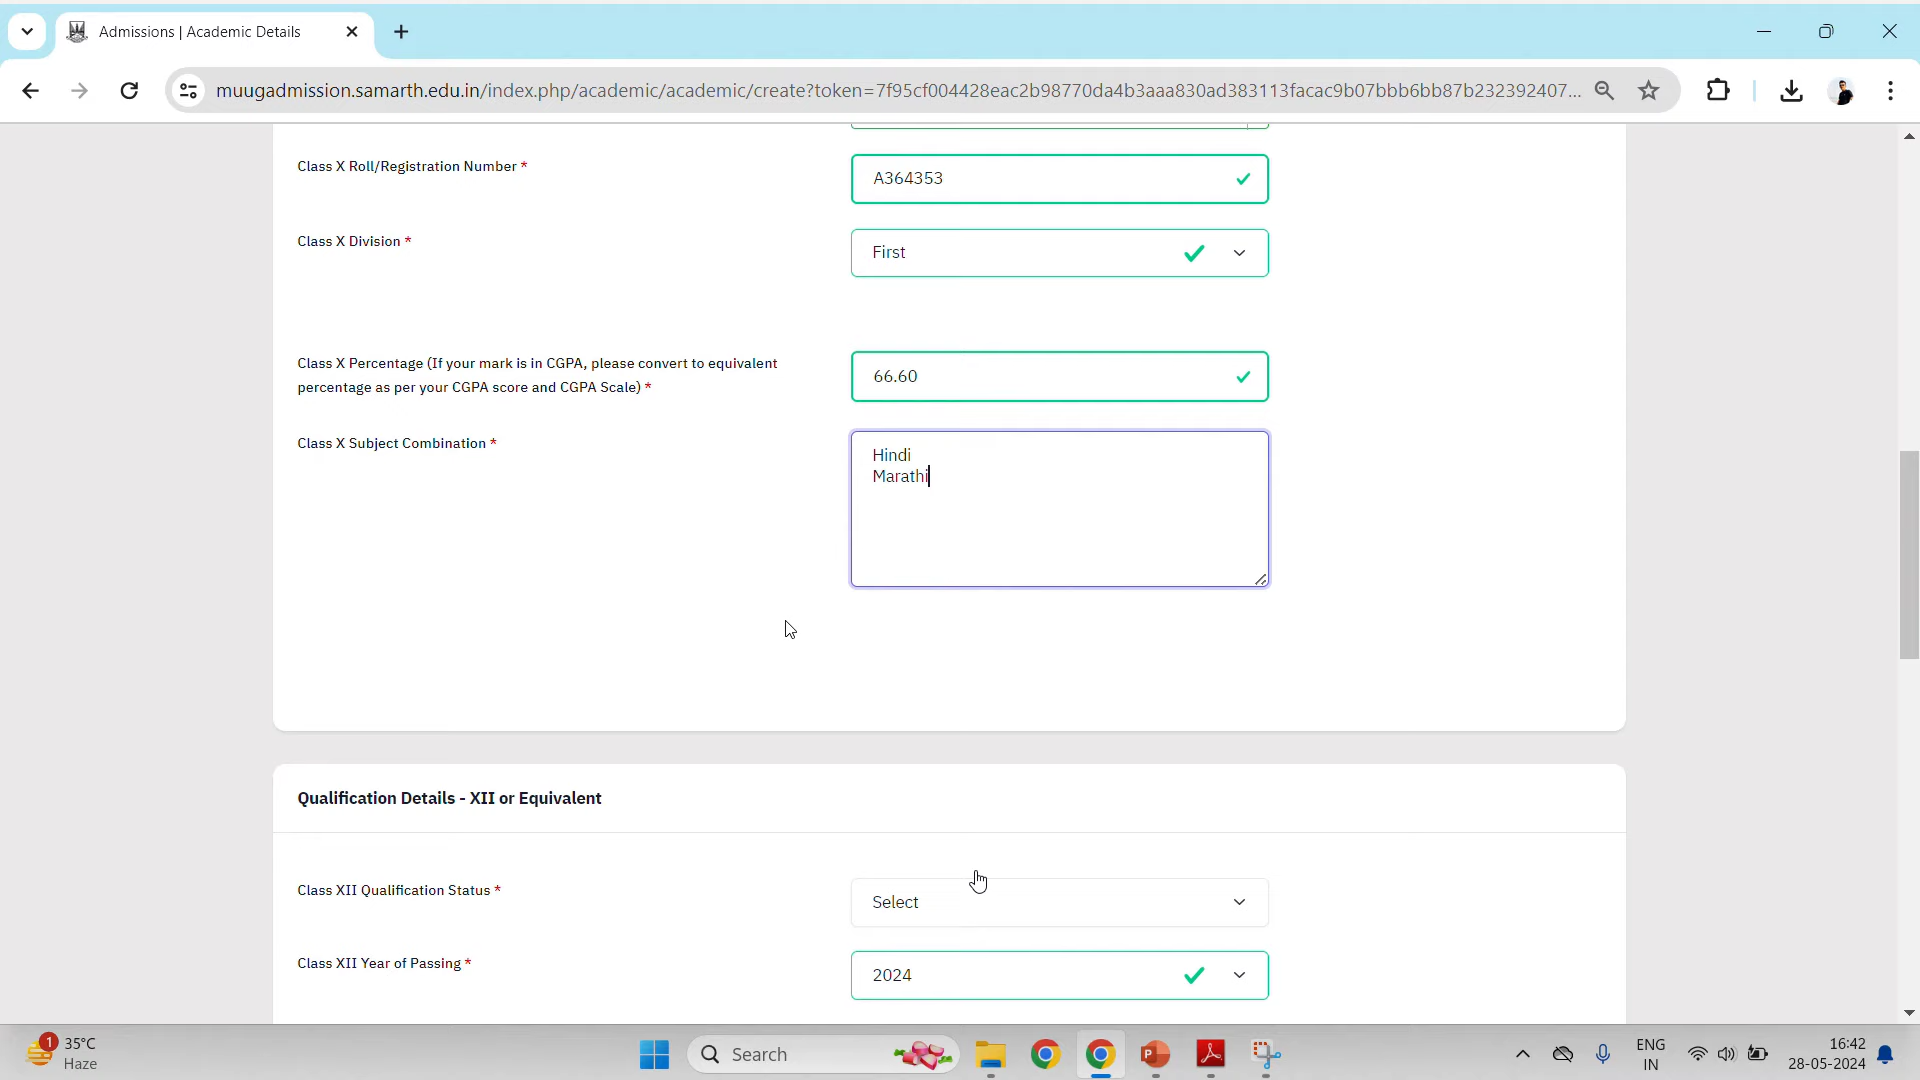 Admissions | Academic Details
muugadmission.samarth.edu.in/index.php/academic/academic/create?token=7f95cf004428eac2b98770da4b3aaa830ad383113facac9b07bbb6bb87b232392407...
Class X Roll/Registration Number *
A364353
Class X Division *
First
Class X Percentage (If your mark is in CGPA, please convert to equivalent
percentage as per your CGPA score and CGPA Scale) *
66.60
Class X Subject Combination *
Hindi
Marathi
Qualification Details - XII or Equivalent
Class XII Qualification Status *
Select
Class XII Year of Passing *
2024
1
35°C
Haze
Search
ENG
IN
16:42
28-05-2024